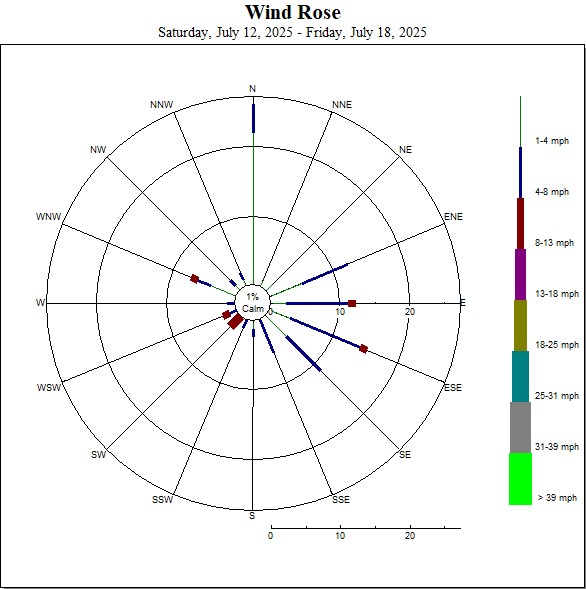 Wind Rose
Saturday, July 12, 2025 - Friday, July 18, 2025
N
NNW
NNE
NW
NE
1-4 mph
4-8 mph
WNW
ENE
8-13 mph
13-18 mph
1%
Calm
W
E
0
10
20
18-25 mph
WSW
ESE
25-31 mph
SW
SE
31-39 mph
SSW
SSE
> 39 mph
S
0
10
20